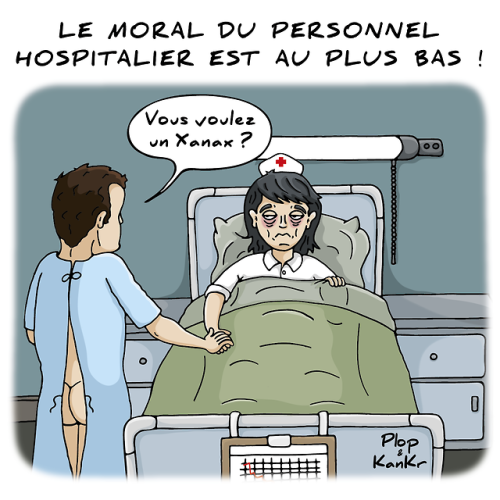 LE MORAL DU PERSONNEL
HOSPITALIER EST AU PLUS BAS !
Vous voulez
un Xanax ?
Plop
&
KanKr